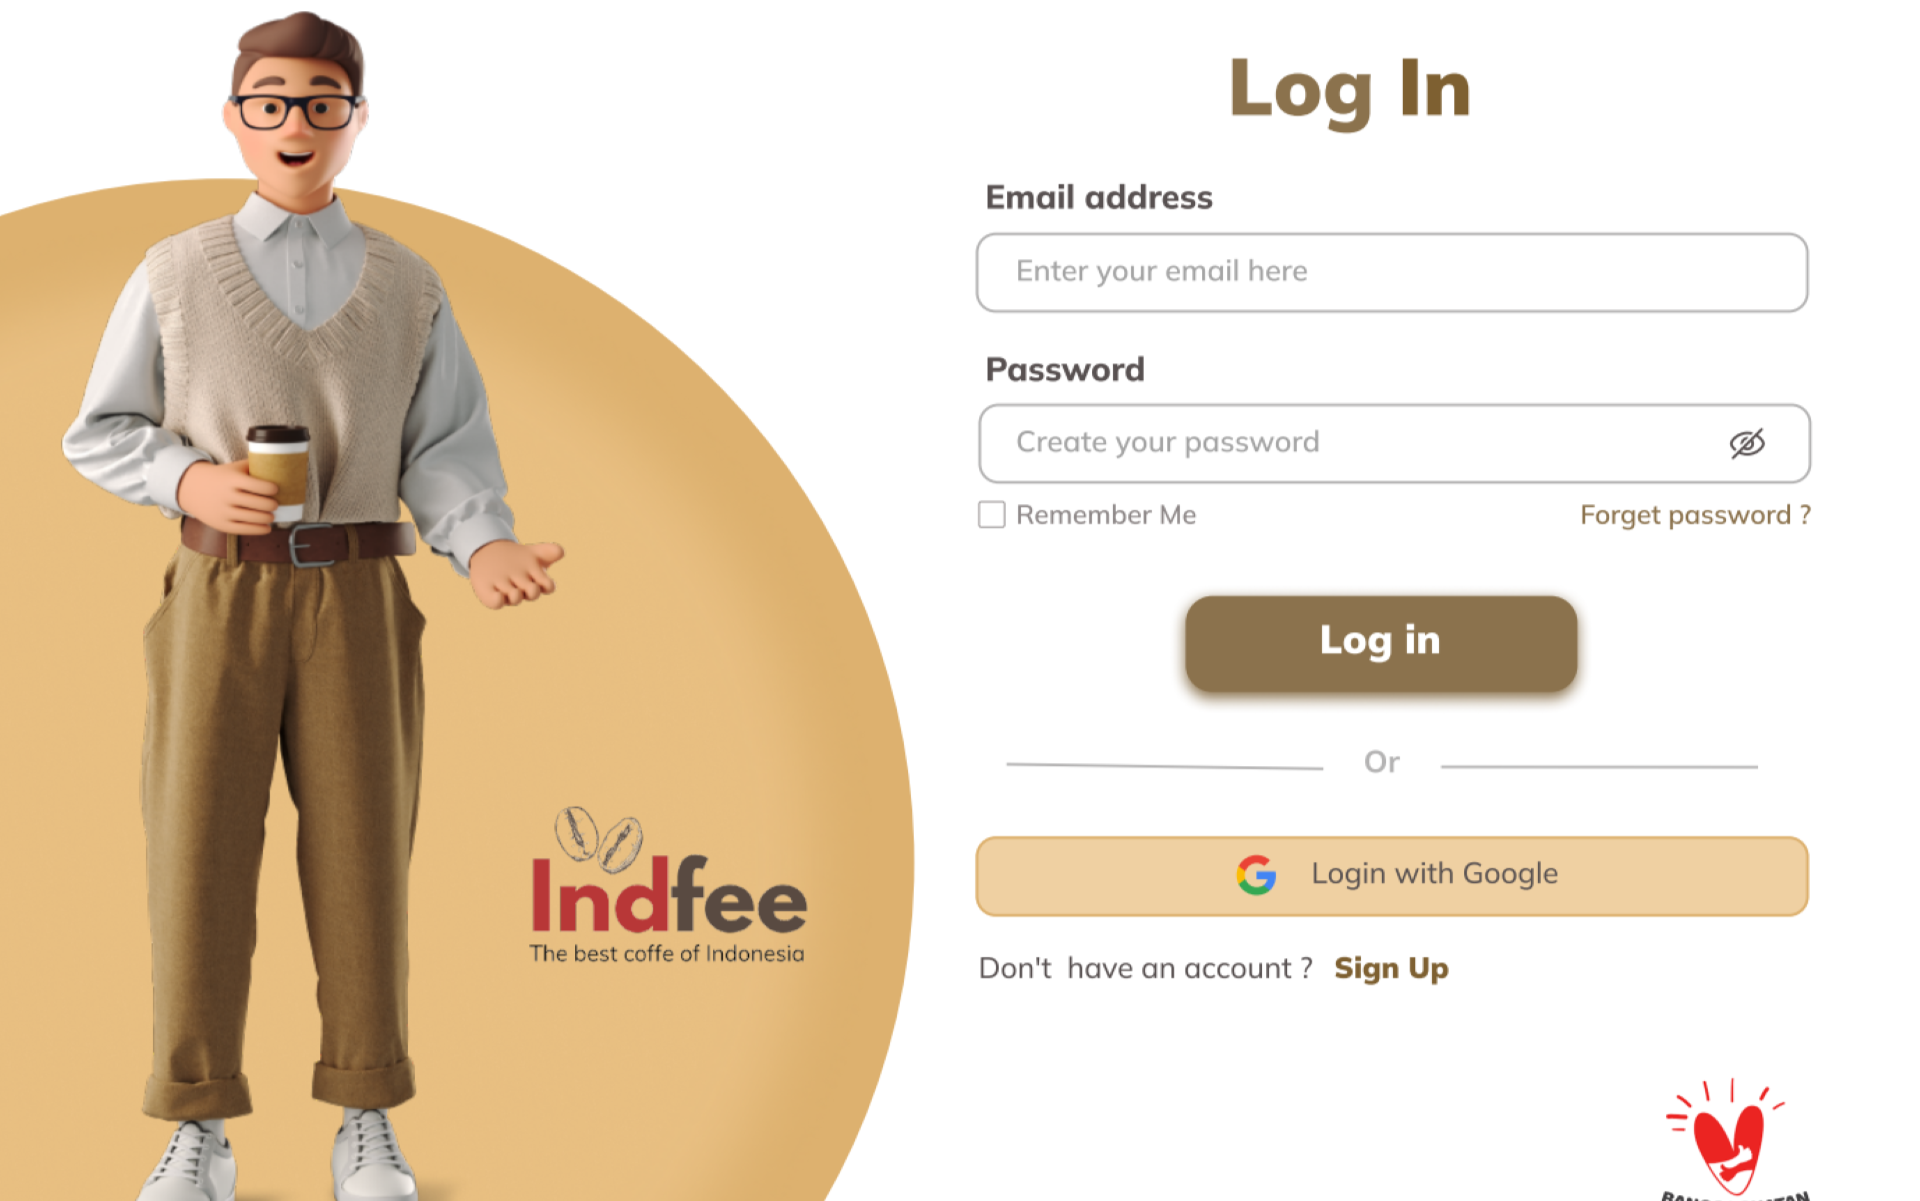 Log In
Email address
Enter your email here
Password
Create your password
Remember Me
Forget password ?
Log in
Or
Login with Google
Don't have an account ? Sign Up
Indfee
The best coffe of Indonesia